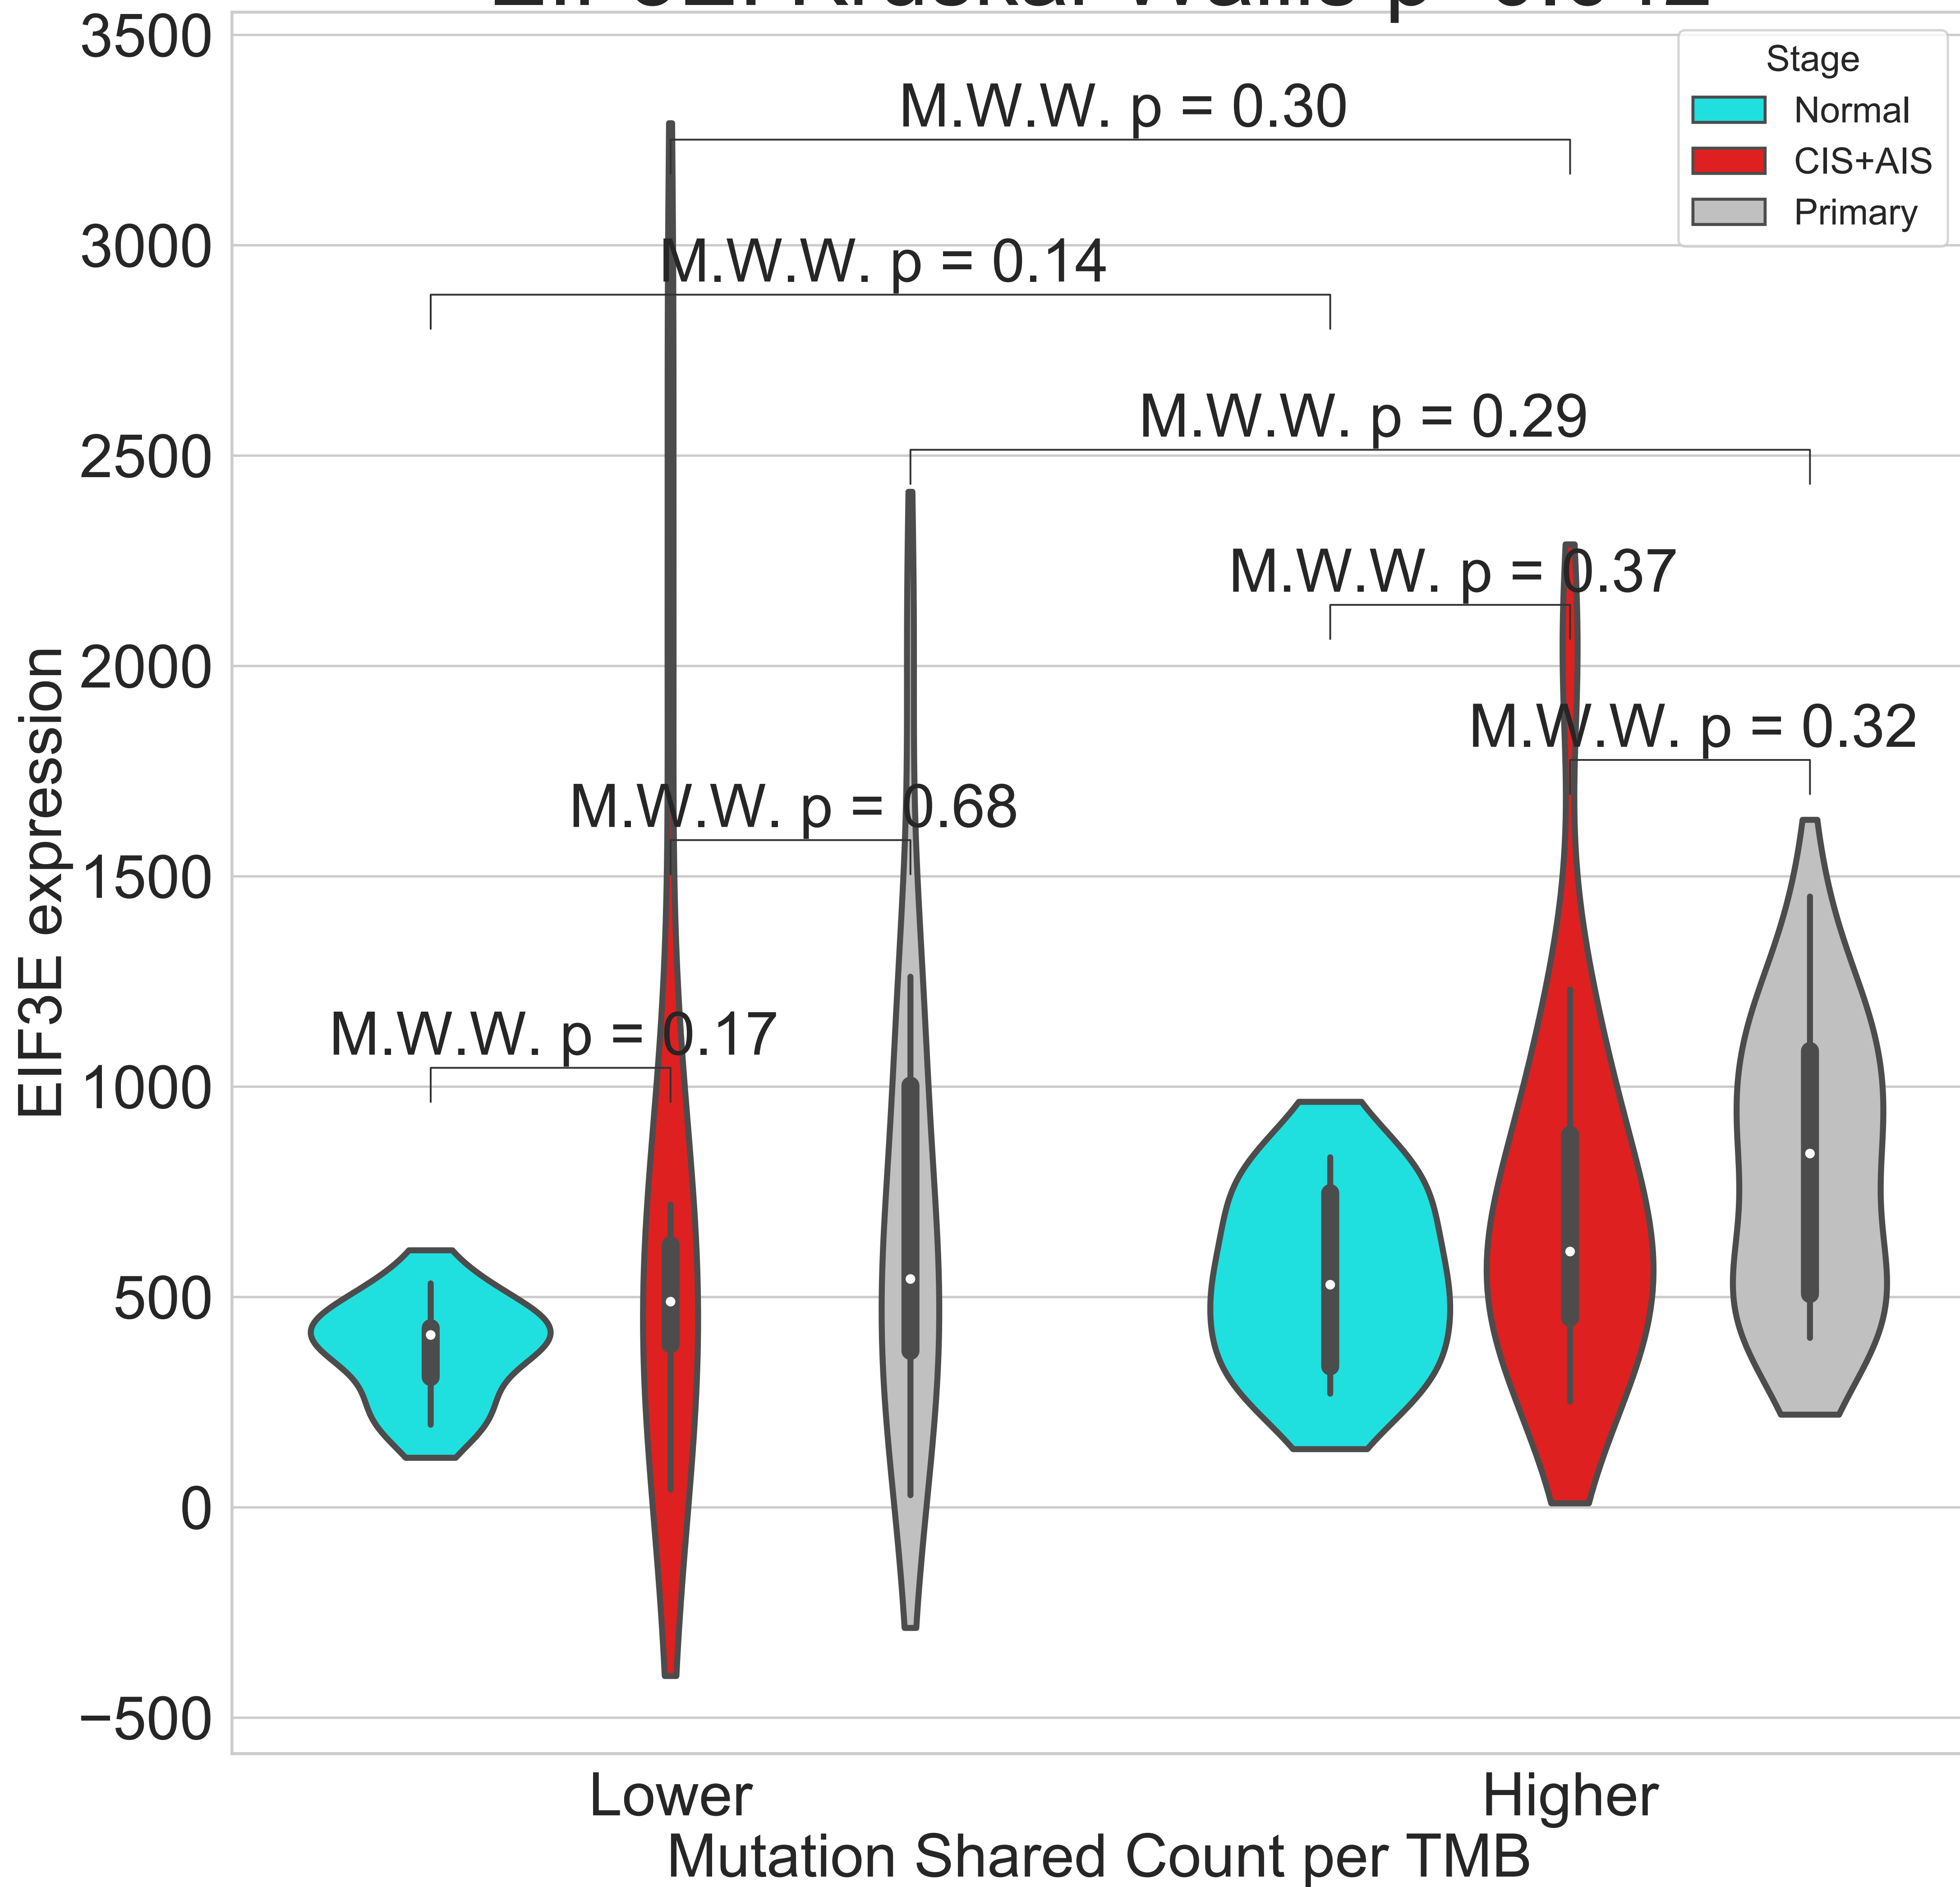 3500
3000
2500
2000
1500
1000
500
0
−500
EIF3E expression
Stage
Normal
CIS+AIS
Primary
M.W.W. p = 0.30
M.W.W. p = 0.14
M.W.W. p = 0.29
M.W.W. p = 0.37
M.W.W. p = 0.32
M.W.W. p = 0.68
M.W.W. p = 0.17
Lower
Higher
Mutation Shared Count per TMB